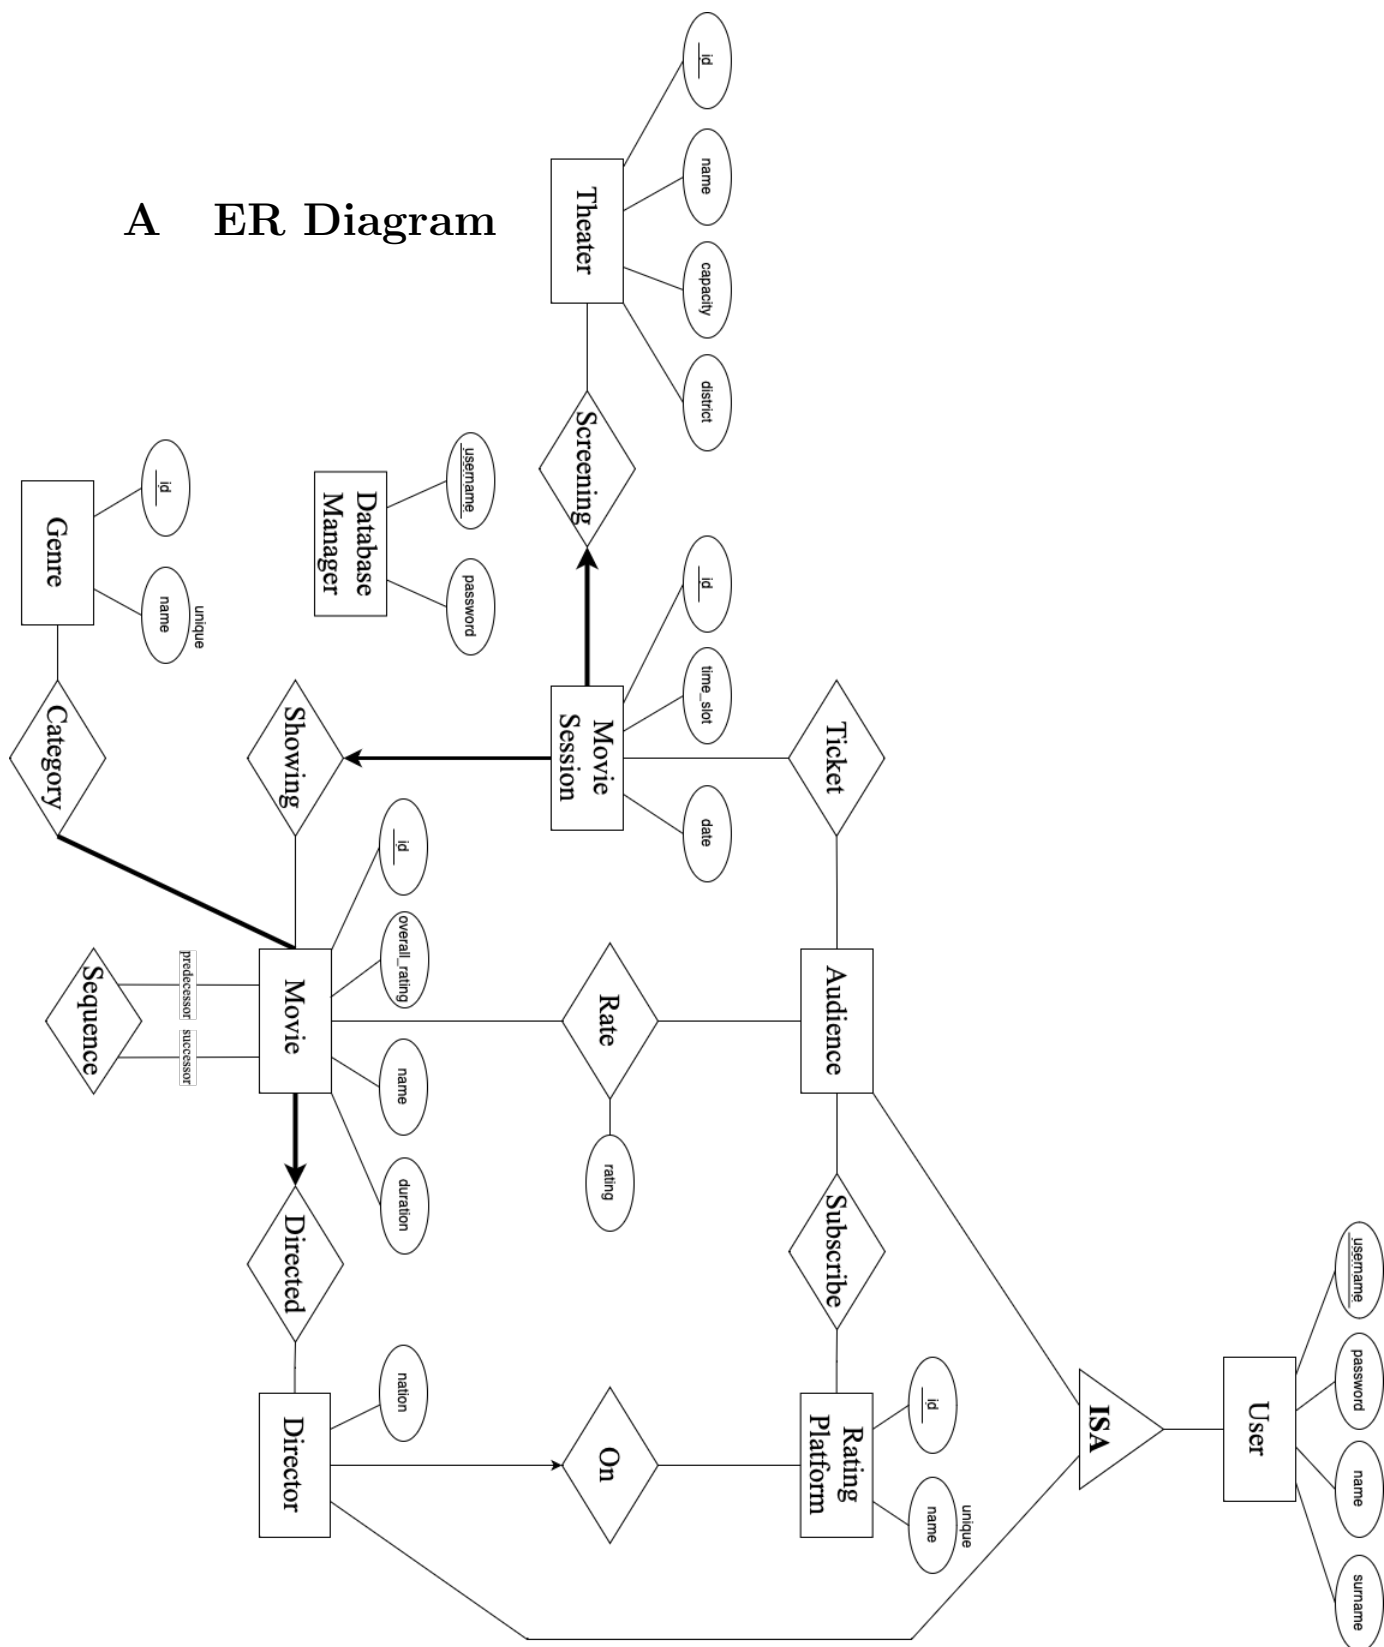 A ER Diagram
username
password
name
surname
User
ISA
id
name
unique
Rating
Platform
Subscribe
Audience
Ticket
On
Rate
rating
id
name
capacity
district
Theater
Screening
id
time_slot
date
Movie
Session
username
password
Database
Manager
Showing
id
overall_rating
name
duration
Movie
Directed
nation
Director
id
name
unique
Genre
Category
predecessor
successor
Sequence